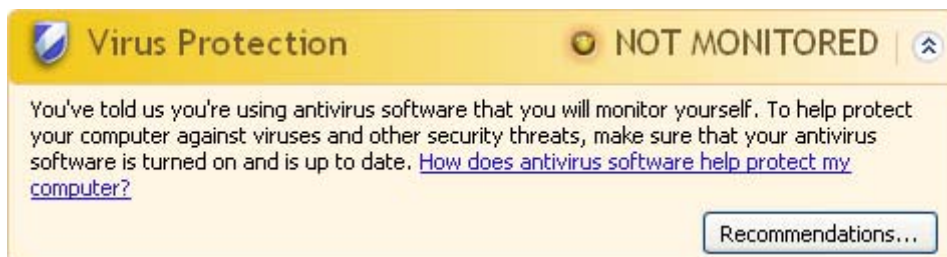 Virus Protection NOT MONITORED
You've told us you're using antivirus software that you will monitor yourself. To help protect
your computer against viruses and other security threats, make sure that your antivirus
software is turned on and is up to date. How does antivirus software help protect my
computer?
Recommendations...